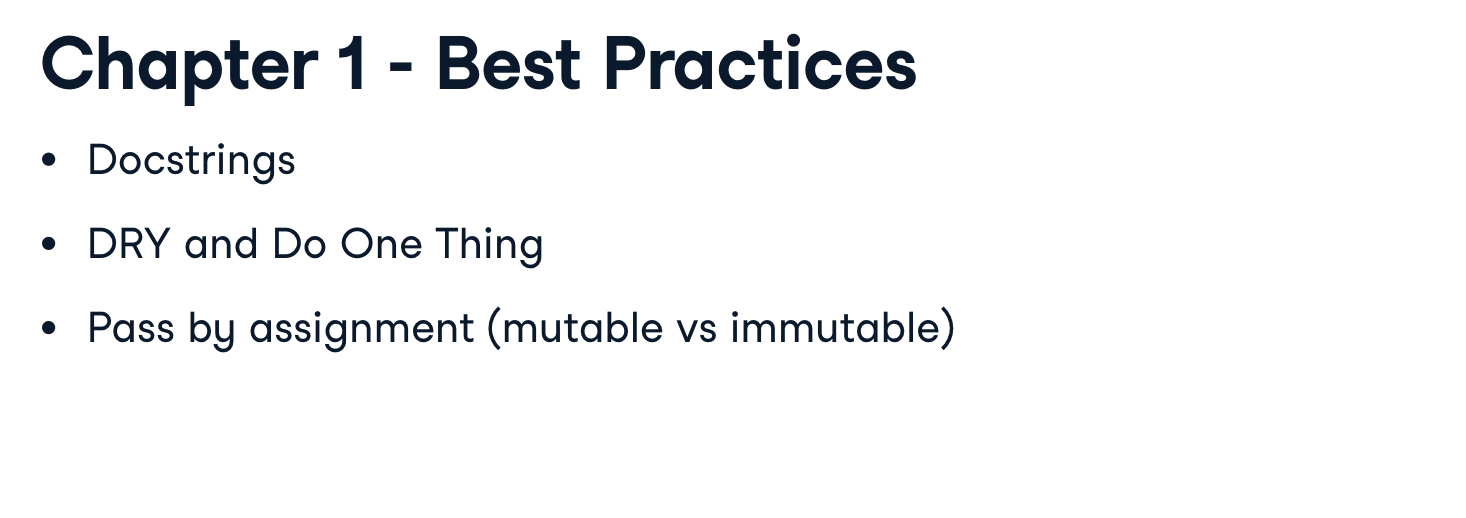 Chapter 1 - Best Practices
• Docstrings
• DRY and Do One Thing
• Pass by assignment (mutable vs immutable)